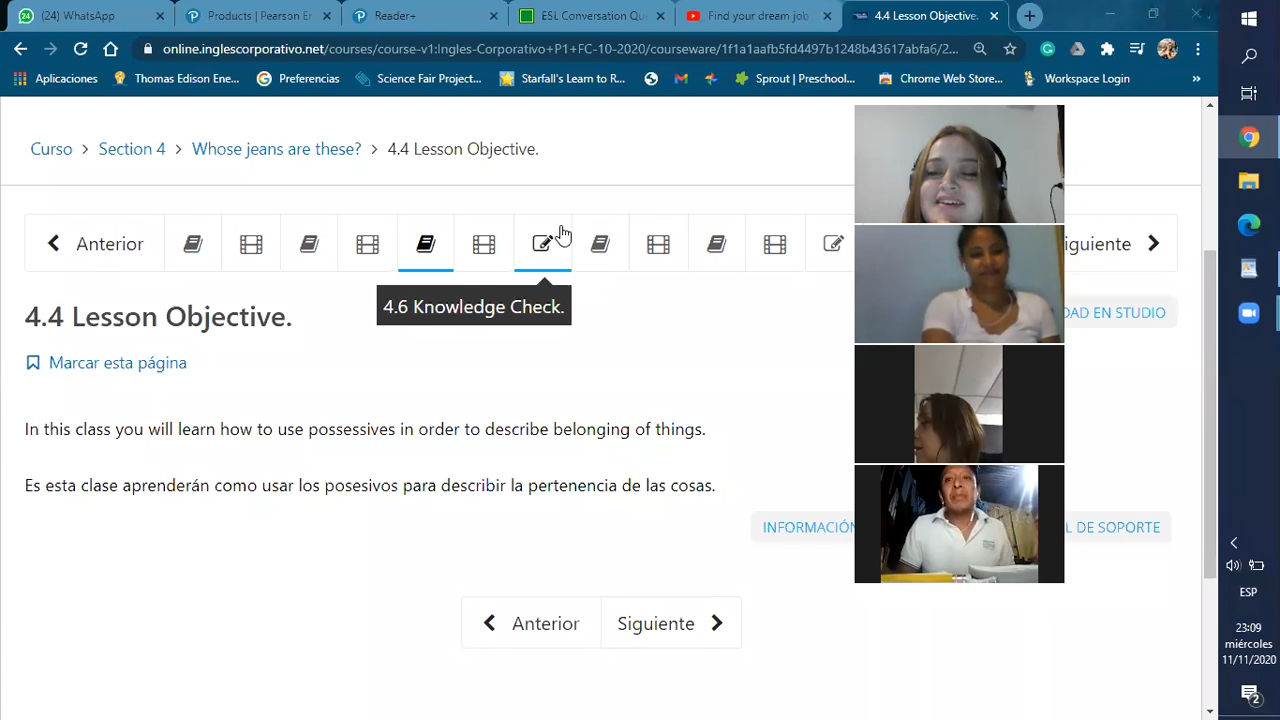 (24) WhatsApp
Products | Pearson En
Reader+
ESL Conversation Qu
Find your dream job
4.4 Lesson Objective.
online.inglescorporativo.net/courses/course-v1:Ingles-Corporativo+P1+FC-10-2020/courseware/1f1a1aafb5fd4497b1248b43617abfa6/2...
Aplicaciones
Thomas Edison Ene...
Preferencias
Science Fair Project...
Starfall's Learn to R...
Sprout | Preschool...
Chrome Web Store...
Workspace Login
»
Curso > Section 4 > Whose jeans are these? > 4.4 Lesson Objective.
Anterior
iguiente
4.6 Knowledge Check.
4.4 Lesson Objective.
DAD EN STUDIO
Marcar esta página
In this class you will learn how to use possessives in order to describe belonging of things.
Es esta clase aprenderán como usar los posesivos para describir la pertenencia de las cosas.
INFORMACIÓN
L DE SOPORTE
Anterior
Siguiente
ESP
23:09
miércoles
11/11/2020
2